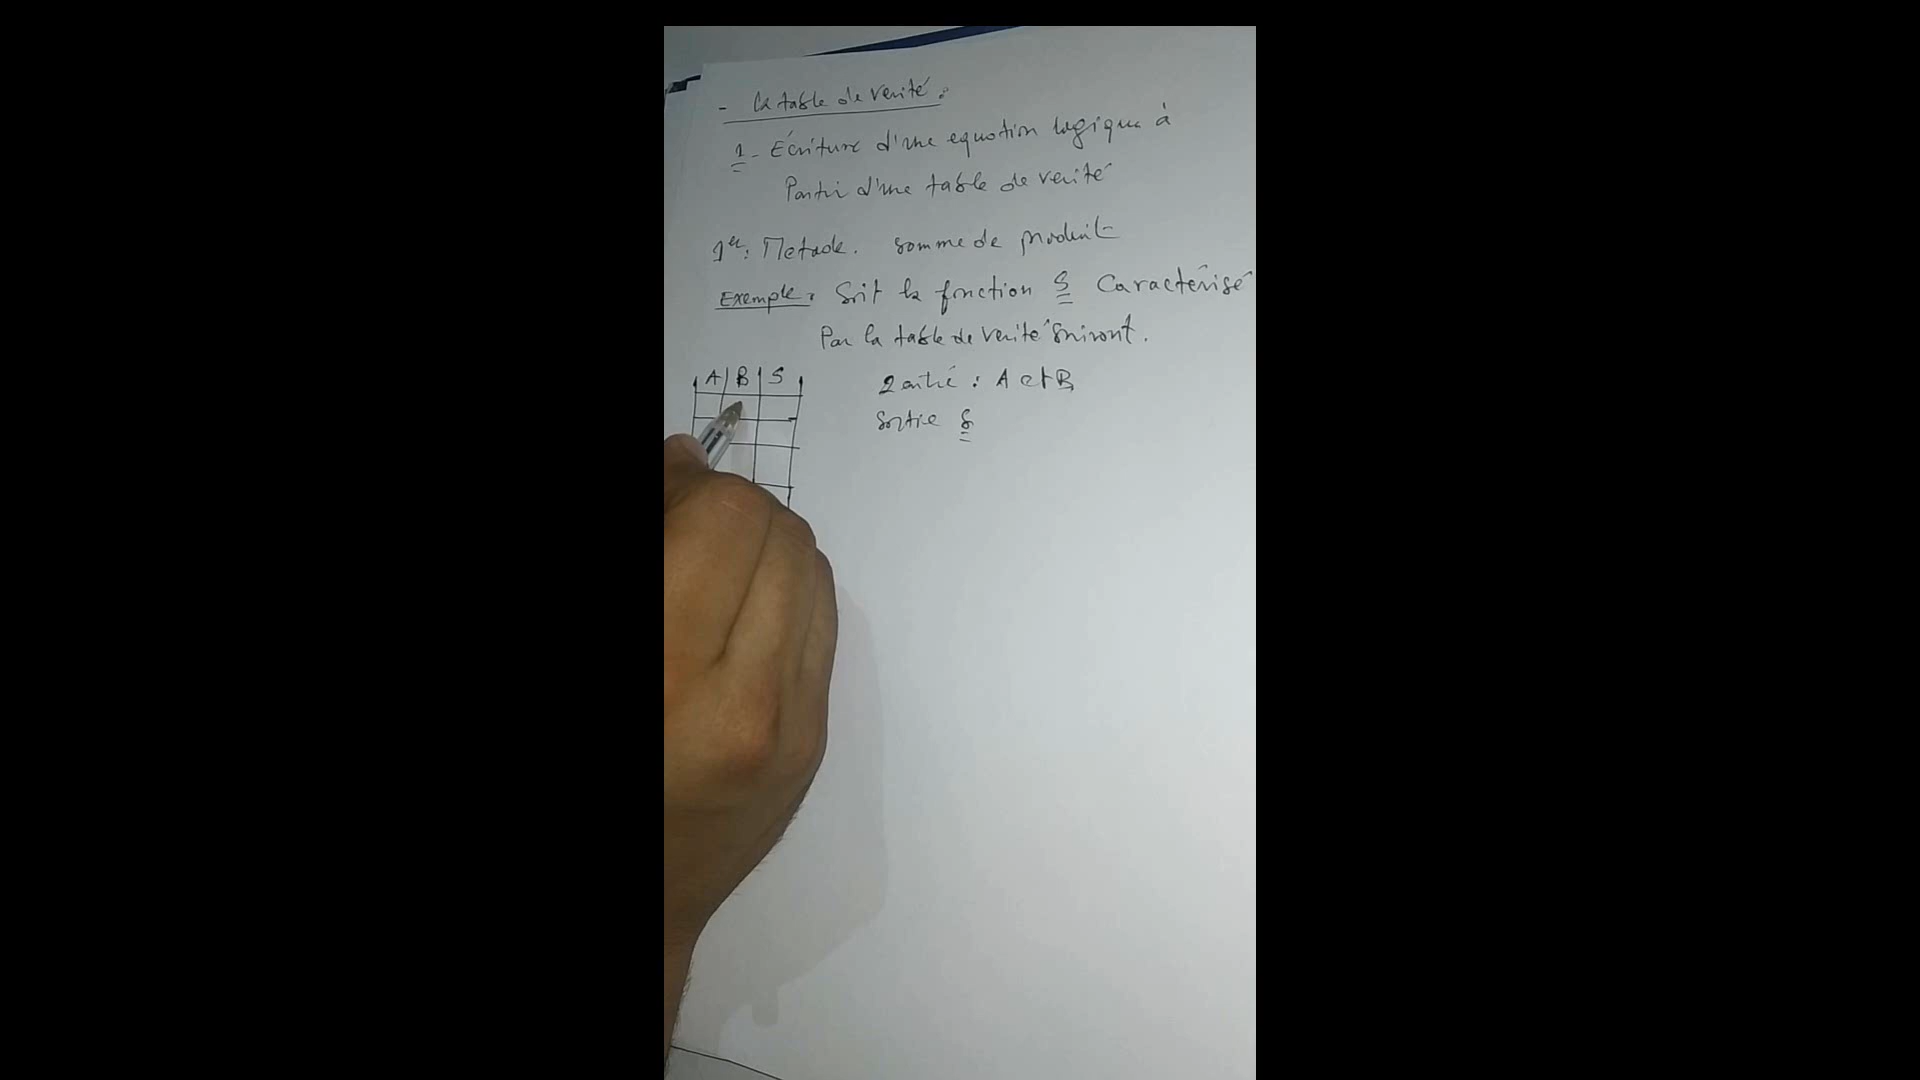 - La table de verité :
1 - Écriture d'une equation logique à
Partir d'une table de verité
1er : Metode. somme de produit
Exemple : Soit la fonction S Caractérisé
Par la table de verité suivant.
A B S
2 entré : A et B
Sortie S